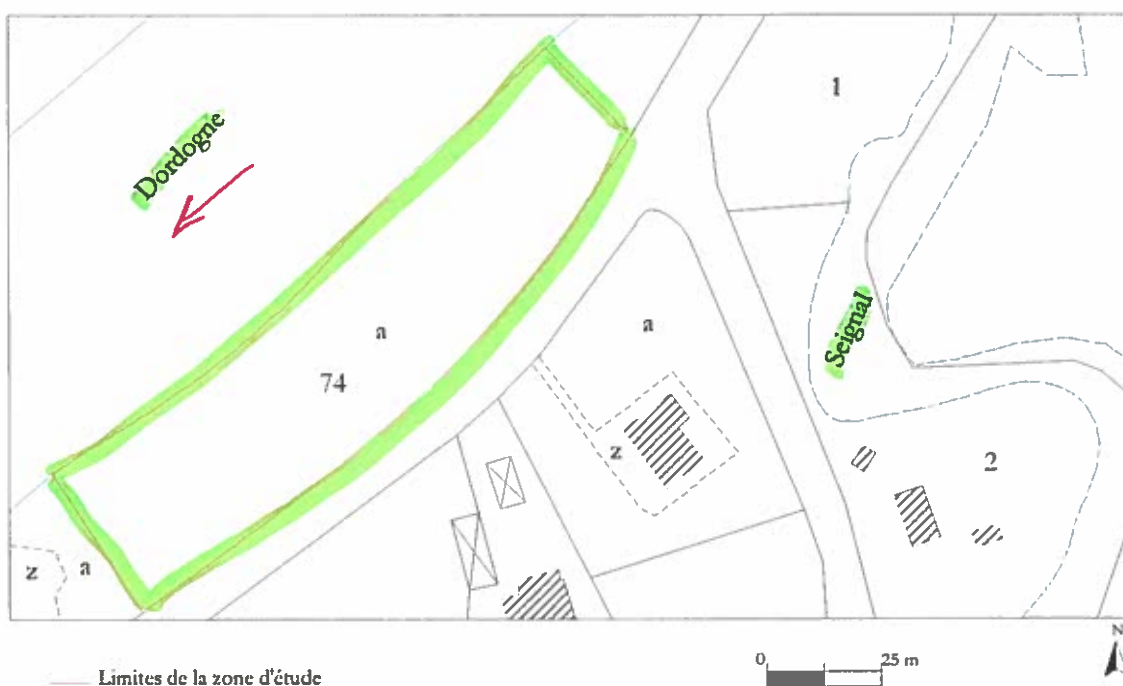 1
Dordogne
Seignal
a
a
74
z
2
z
a
N
0
25 m
Limites de la zone d'étude